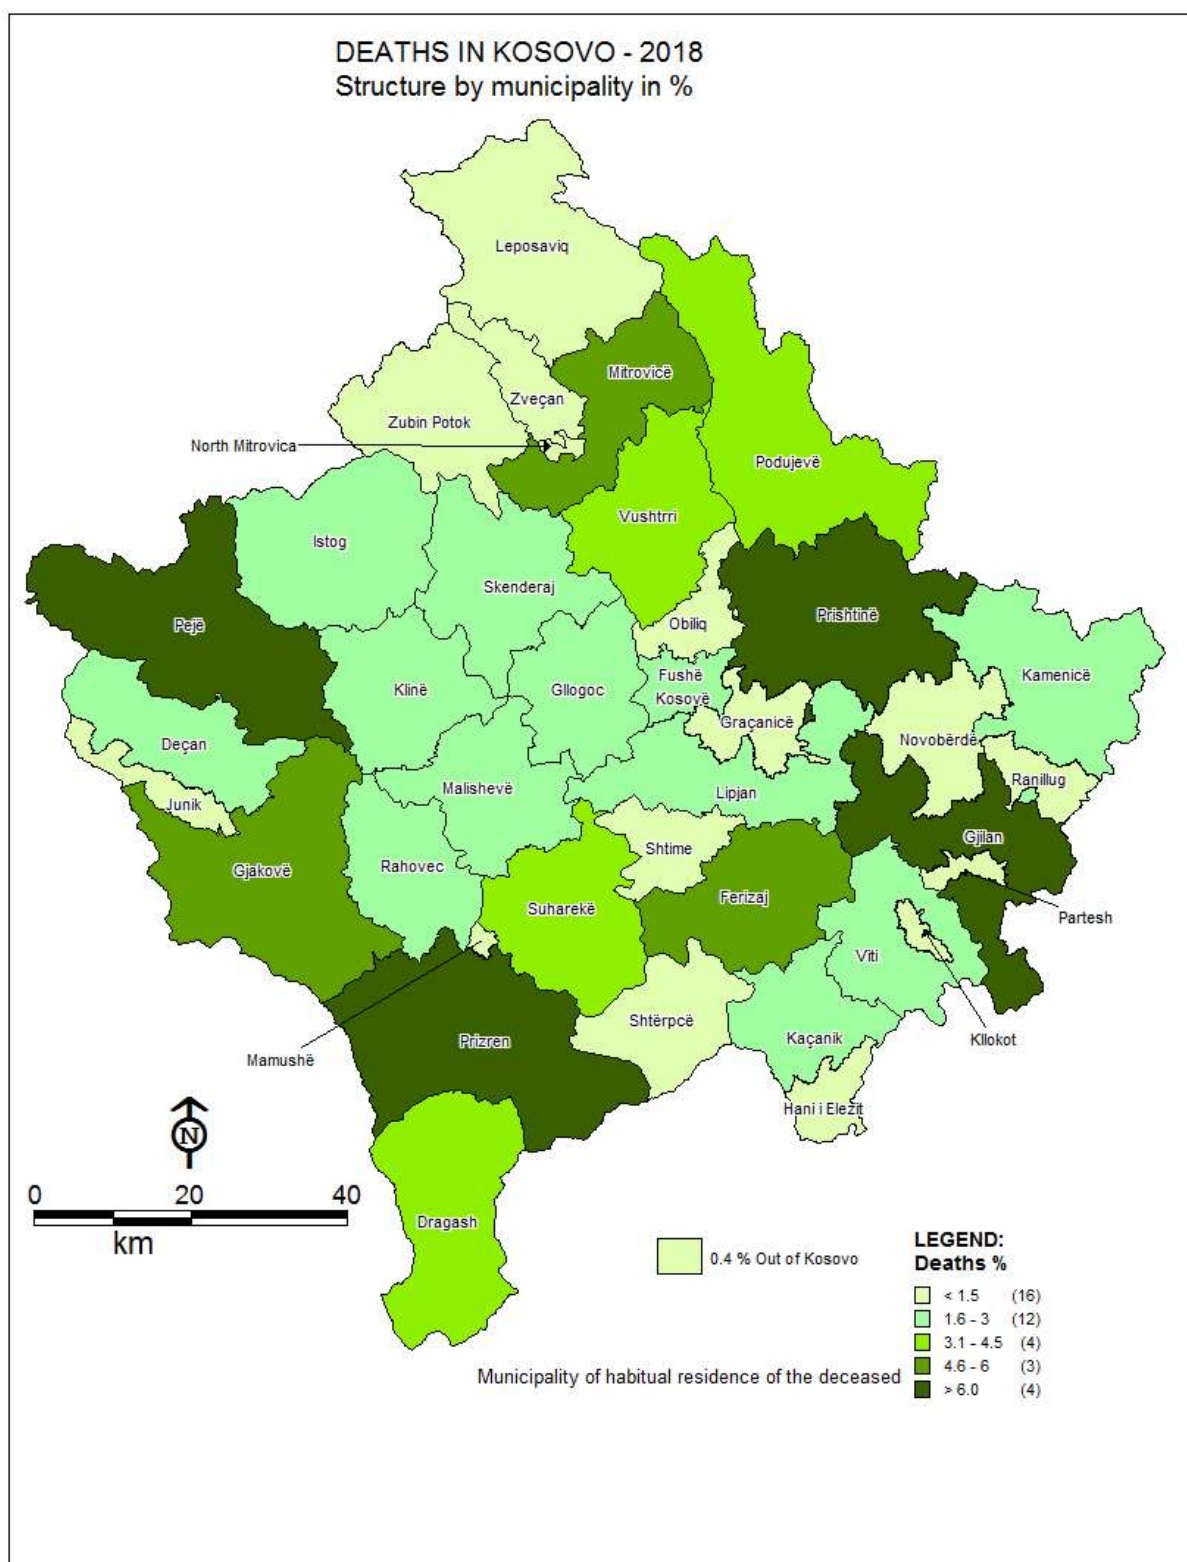 DEATHS IN KOSOVO - 2018
Structure by municipality in %
Leposaviq
Mitrovicë
Zveçan
Zubin Potok
North Mitrovica
Podujevë
Vushtrri
Istog
Skenderaj
Pejë
Obiliq
Prishtinë
Fushë
Kosovë
Kamenicë
Klinë
Gllogoc
Graçanicë
Novobërdë
Deçan
Ranillug
Malishevë
Lipjan
Junik
Gjilan
Shtime
Gjakovë
Rahovec
Ferizaj
Suharekë
Partesh
Viti
Shtërpcë
Kaçanik
Kllokot
Prizren
Mamushë
Hani i Elezit
N
0 20 40
km
Dragash
0.4 % Out of Kosovo
LEGEND:
Deaths %
< 1.5 (16)
1.6 - 3 (12)
3.1 - 4.5 (4)
4.6 - 6 (3)
> 6.0 (4)
Municipality of habitual residence of the deceased